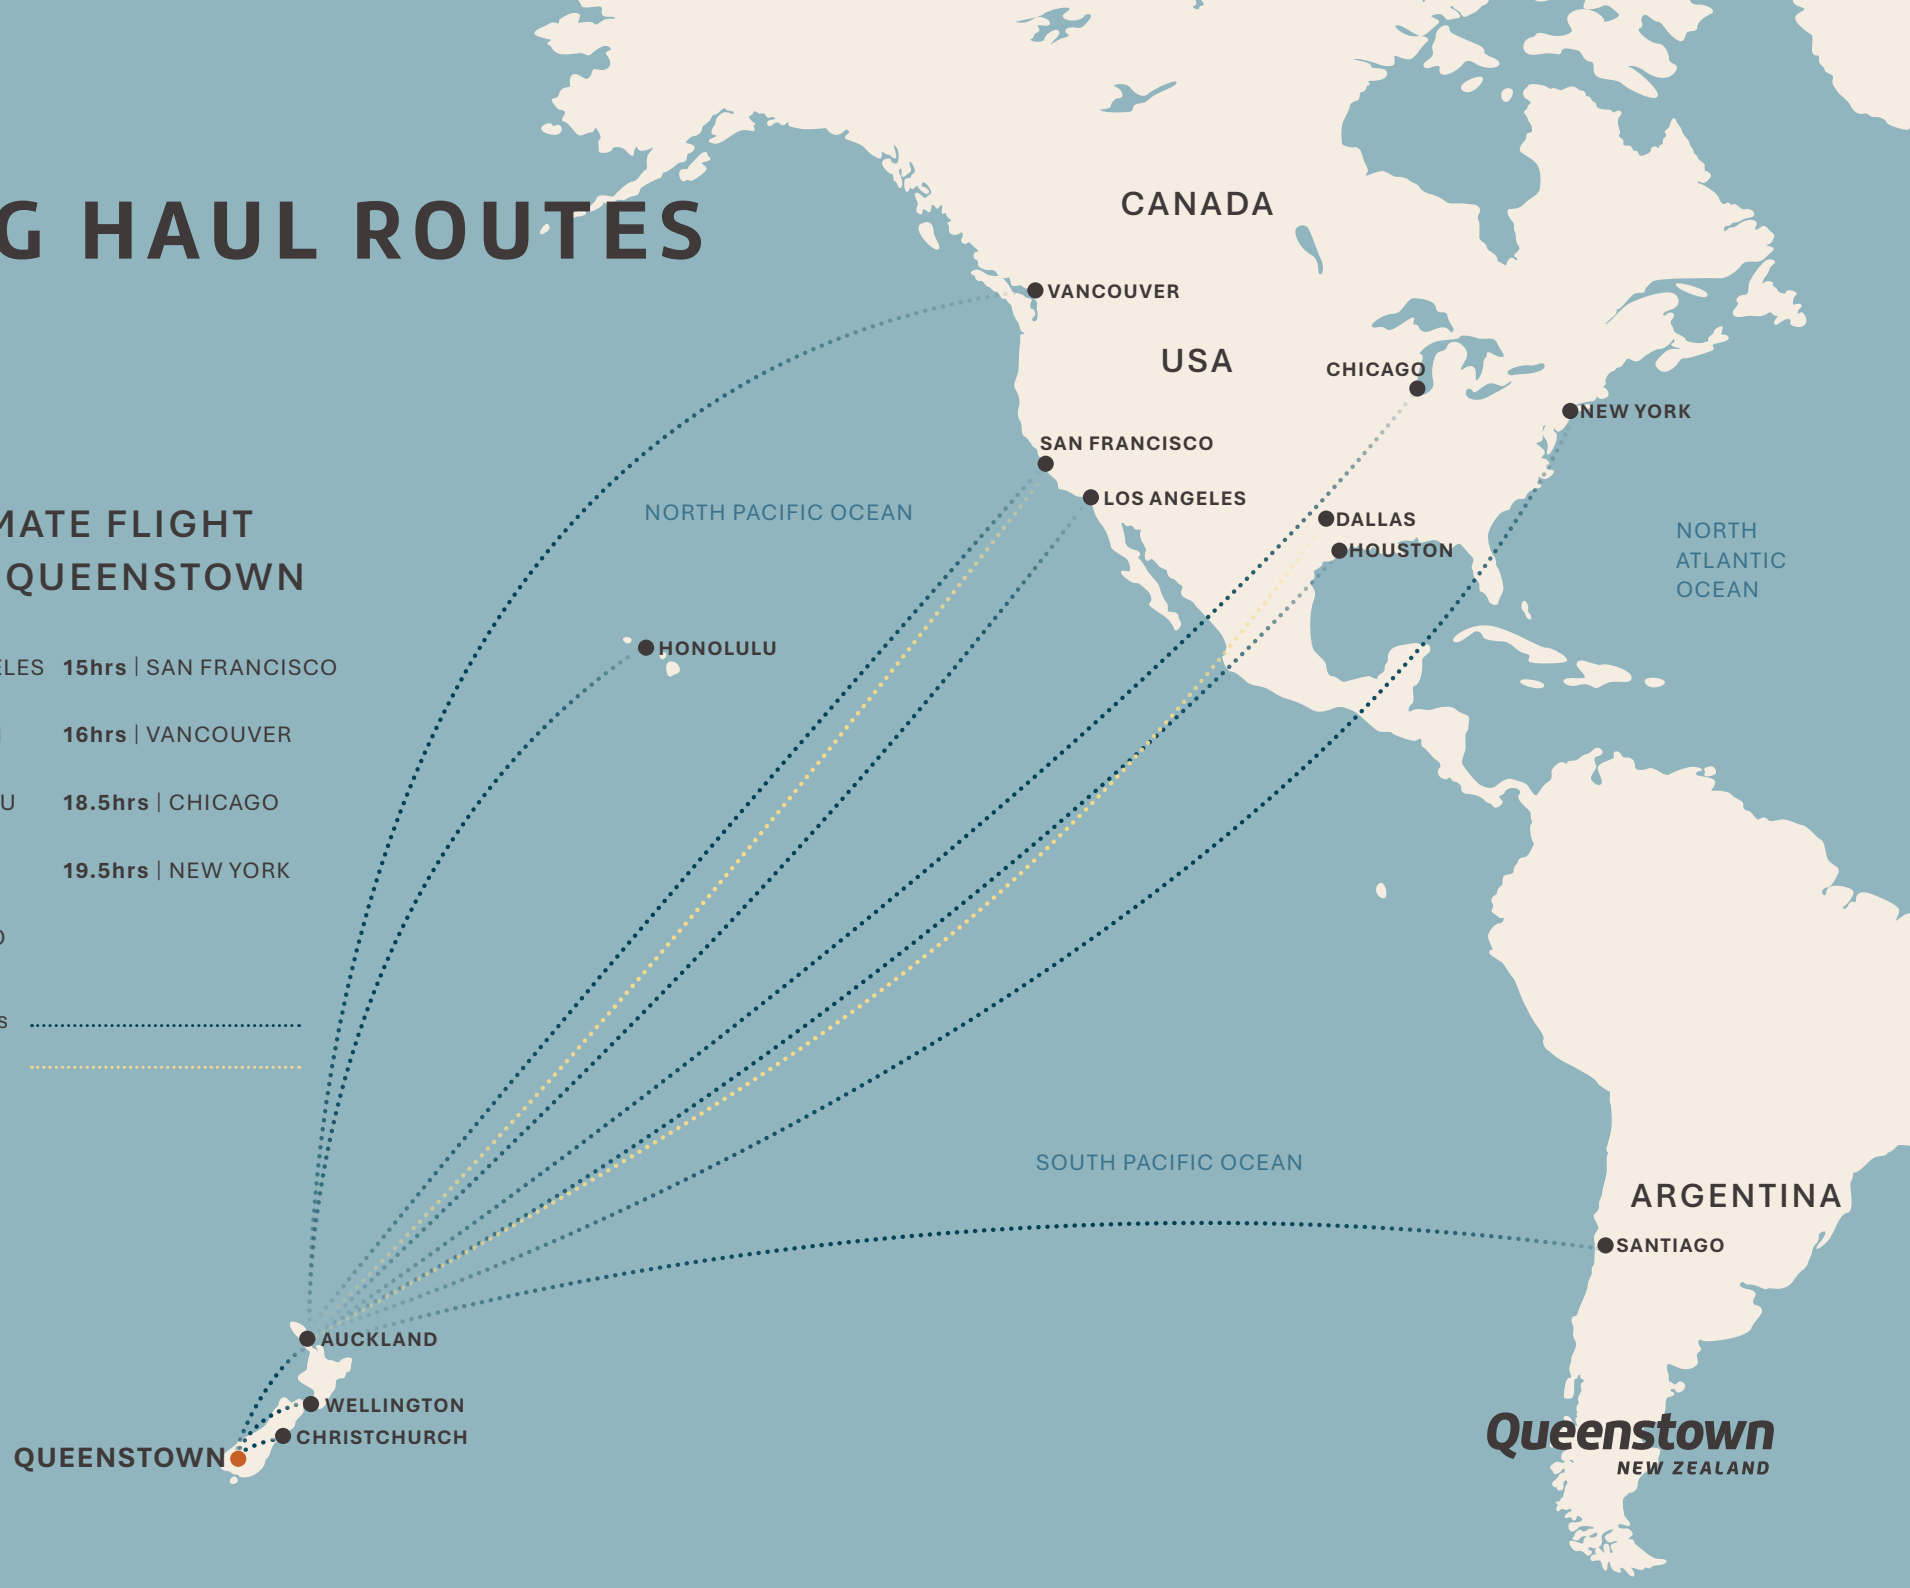 G HAUL ROUTES
MATE FLIGHT
QUEENSTOWN
ELES 15hrs | SAN FRANCISCO
16hrs | VANCOUVER
U 18.5hrs | CHICAGO
19.5hrs | NEW YORK
O
s
CANADA
VANCOUVER
USA
CHICAGO
NEW YORK
SAN FRANCISCO
LOS ANGELES
DALLAS
HOUSTON
NORTH PACIFIC OCEAN
NORTH
ATLANTIC
OCEAN
HONOLULU
SOUTH PACIFIC OCEAN
ARGENTINA
SANTIAGO
AUCKLAND
WELLINGTON
CHRISTCHURCH
QUEENSTOWN
Queenstown
NEW ZEALAND